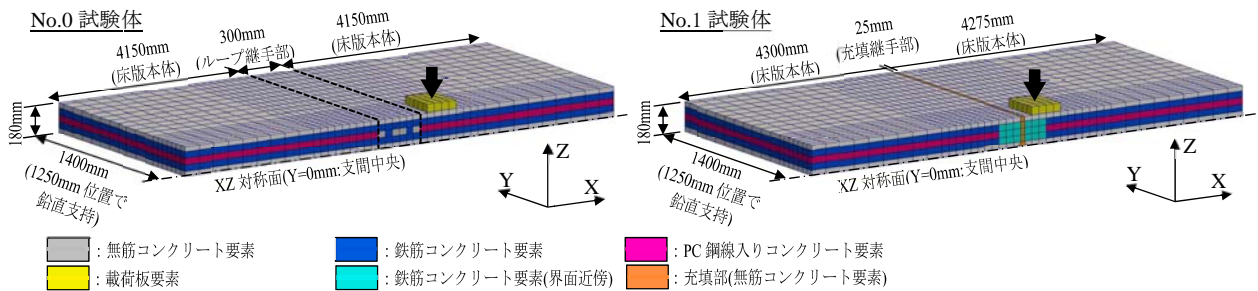 No.0 試験体
4150mm
(床版本体)
300mm
(ループ継手部)
4150mm
(床版本体)
180mm
1400mm
(1250mm 位置で
鉛直支持)
XZ 対称面(Y=0mm:支間中央)
Z
Y
X
No.1 試験体
4300mm
(床版本体)
25mm
(充填継手部)
4275mm
(床版本体)
180mm
1400mm
(1250mm 位置で
鉛直支持)
XZ 対称面(Y=0mm:支間中央)
Z
Y
X
:無筋コンクリート要素
:鉄筋コンクリート要素
:PC 鋼線入りコンクリート要素
:載荷板要素
:鉄筋コンクリート要素(界面近傍)
:充填部(無筋コンクリート要素)